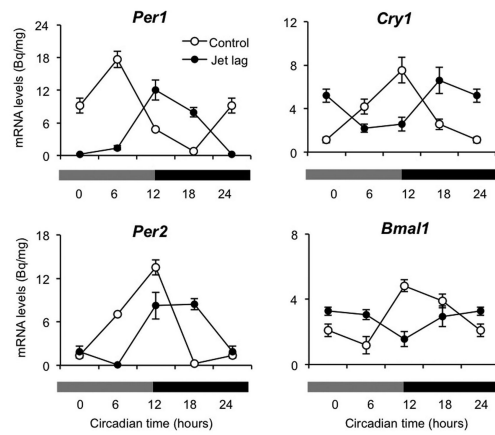 Per1
mRNA levels (Bq/mg)
24
18
12
6
0
Control
Jet lag
0 6 12 18 24
Cry1
12
8
4
0
0 6 12 18 24
Per2
mRNA levels (Bq/mg)
18
12
6
0
0 6 12 18 24
Circadian time (hours)
Bmal1
8
4
0
0 6 12 18 24
Circadian time (hours)